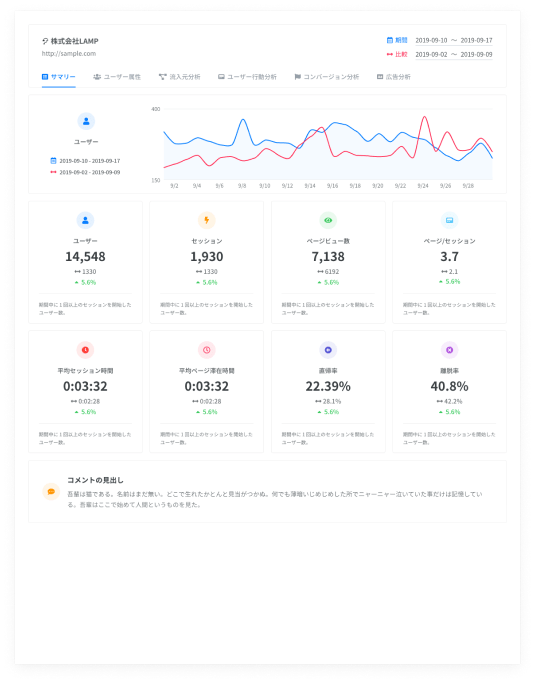 株式会社LAMP
http://sample.com
期間 2019-09-10 〜 2019-09-17
比較 2019-09-02 〜 2019-09-09
サマリー ユーザー属性 流入元分析 ユーザー行動分析 コンバージョン分析 広告分析
ユーザー
2019-09-10 - 2019-09-17
2019-09-02 - 2019-09-09
400
150
9/2 9/4 9/6 9/8 9/10 9/12 9/14 9/16 9/18 9/20 9/22 9/24 9/26 9/28
ユーザー
14,548
1330
5.6%
期間中に1回以上のセッションを開始した
ユーザー数。
セッション
1,930
1330
5.6%
期間中に1回以上のセッションを開始した
ユーザー数。
ページビュー数
7,138
6192
5.6%
期間中に1回以上のセッションを開始した
ユーザー数。
ページ/セッション
3.7
2.1
5.6%
期間中に1回以上のセッションを開始した
ユーザー数。
平均セッション時間
0:03:32
0:02:28
5.6%
期間中に1回以上のセッションを開始した
ユーザー数。
平均ページ滞在時間
0:03:32
0:02:28
5.6%
期間中に1回以上のセッションを開始した
ユーザー数。
直帰率
22.39%
28.1%
5.6%
期間中に1回以上のセッションを開始した
ユーザー数。
離脱率
40.8%
42.2%
5.6%
期間中に1回以上のセッションを開始した
ユーザー数。
コメントの見出し
吾輩は猫である。名前はまだ無い。どこで生れたかとんと見当がつかぬ。何でも薄暗いじめじめした所でニャーニャー泣いていた事だけは記憶してい
る。吾輩はここで始めて人間というものを見た。